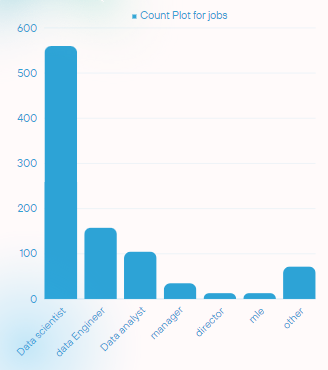 Count Plot for jobs
600
500
400
300
200
100
0
Data scientist
data Engineer
Data analyst
manager
director
mle
other